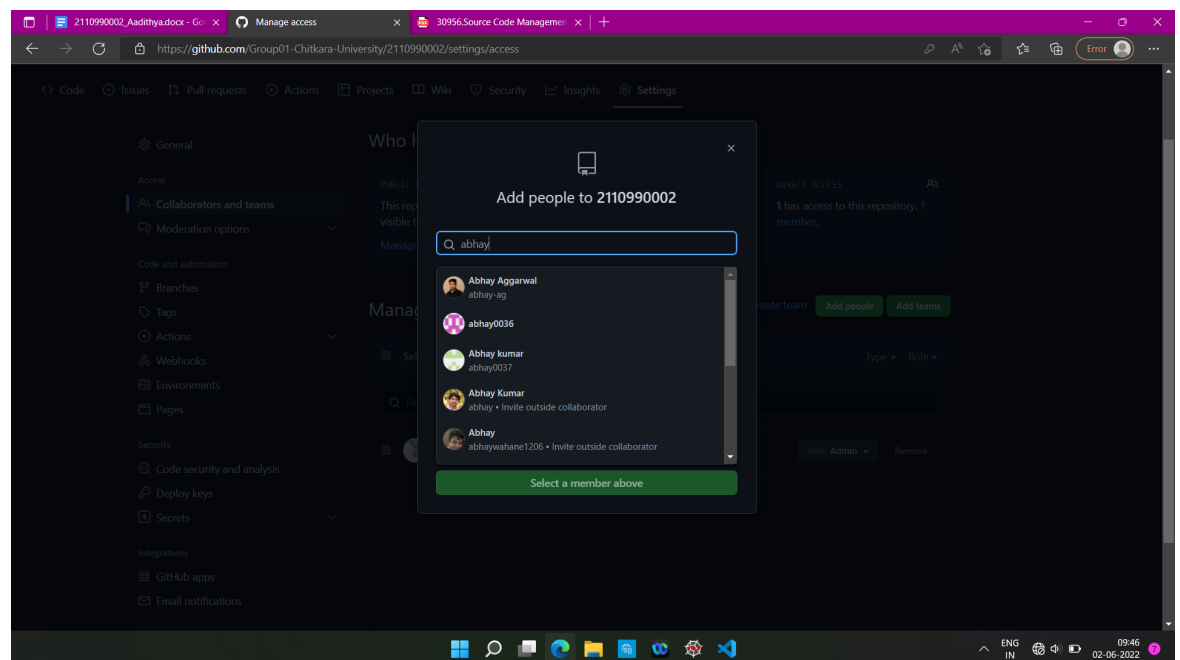 2110990002_Aadithya.docx - Go
Manage access
30956.Source Code Managemen
https://github.com/Group01-Chitkara-University/2110990002/settings/access
Error
Code
Issues
Pull requests
Actions
Projects
Wiki
Security
Insights
Settings
General
Access
Collaborators and teams
Moderation options
Code and automation
Branches
Tags
Actions
Webhooks
Environments
Pages
Security
Code security and analysis
Deploy keys
Secrets
Integrations
GitHub apps
Email notifications
Who h
PUBLIC
This rep
visible t
Manag
DIRECT ACCESS
1 has access to this repository. 1
member.
Manag
reate team
Add people
Add teams
Sel
Type
Role
Fi
Role: Admin
Remove
Add people to 2110990002
abhay
Abhay Aggarwal
abhay-ag
abhay0036
Abhay kumar
abhay0037
Abhay Kumar
abhay • Invite outside collaborator
Abhay
abhaywahane1206 • Invite outside collaborator
Select a member above
ENG
IN
09:46
02-06-2022
7